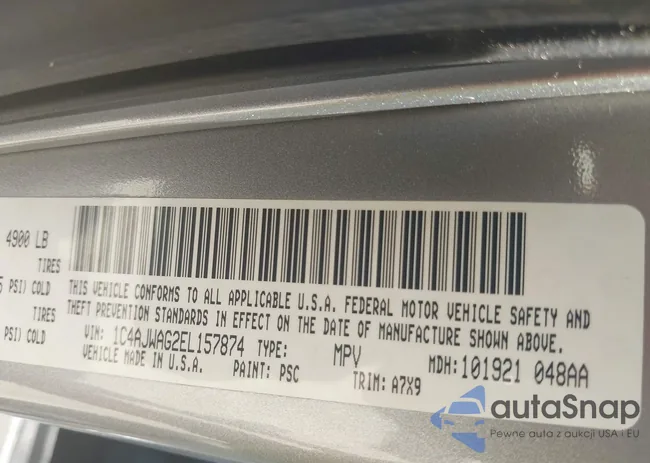 4900 LB
TIRES
PSI) COLD
TIRES
PSI) COLD
THIS VEHICLE CONFORMS TO ALL APPLICABLE U.S.A. FEDERAL MOTOR VEHICLE SAFETY AND
THEFT PREVENTION STANDARDS IN EFFECT ON THE DATE OF MANUFACTURE SHOWN ABOVE.
VIN: 1C4AJWAG2EL157874 TYPE: MPV MDH: 101921 048AA
VEHICLE MADE IN U.S.A. PAINT: PSC TRIM: A7X9
autaSnap
Pewne auta z aukcji USA i EU